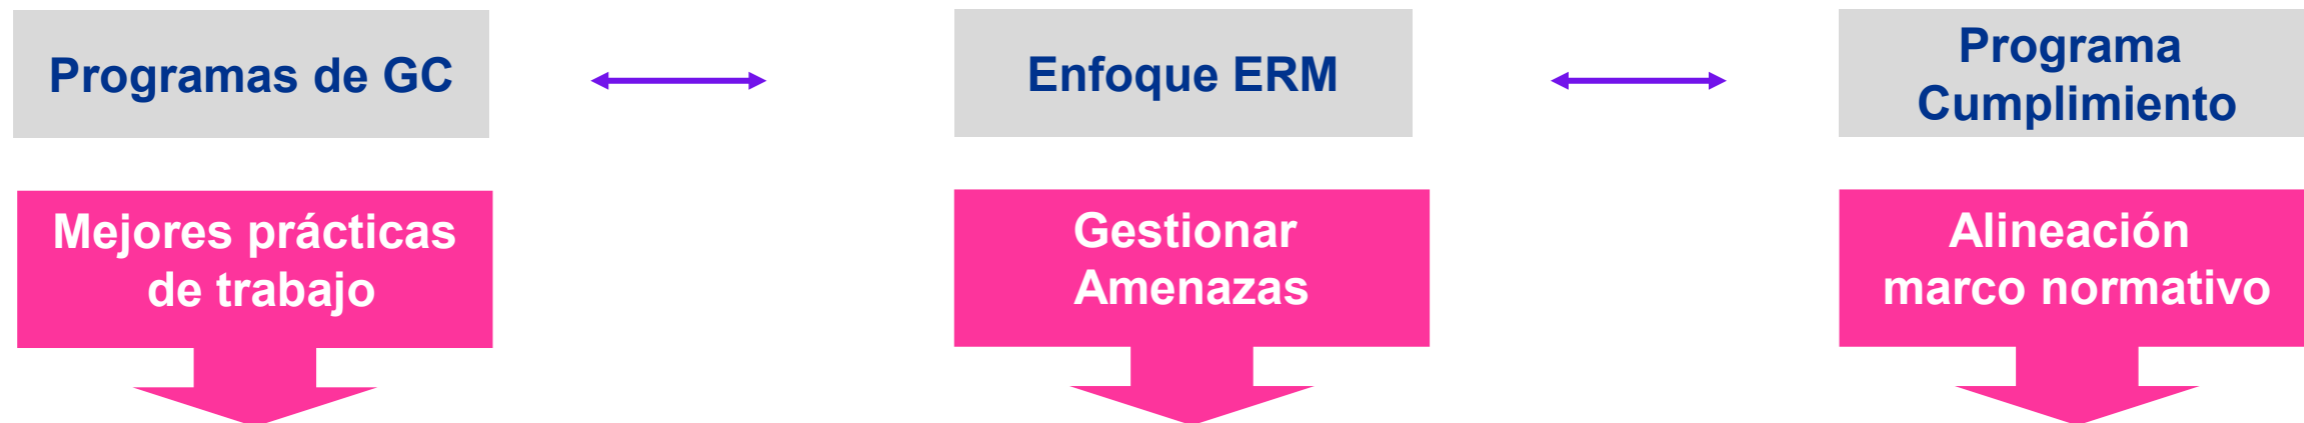 Programas de GC
Enfoque ERM
Programa
Cumplimiento
Mejores prácticas
de trabajo
Gestionar
Amenazas
Alineación
marco normativo